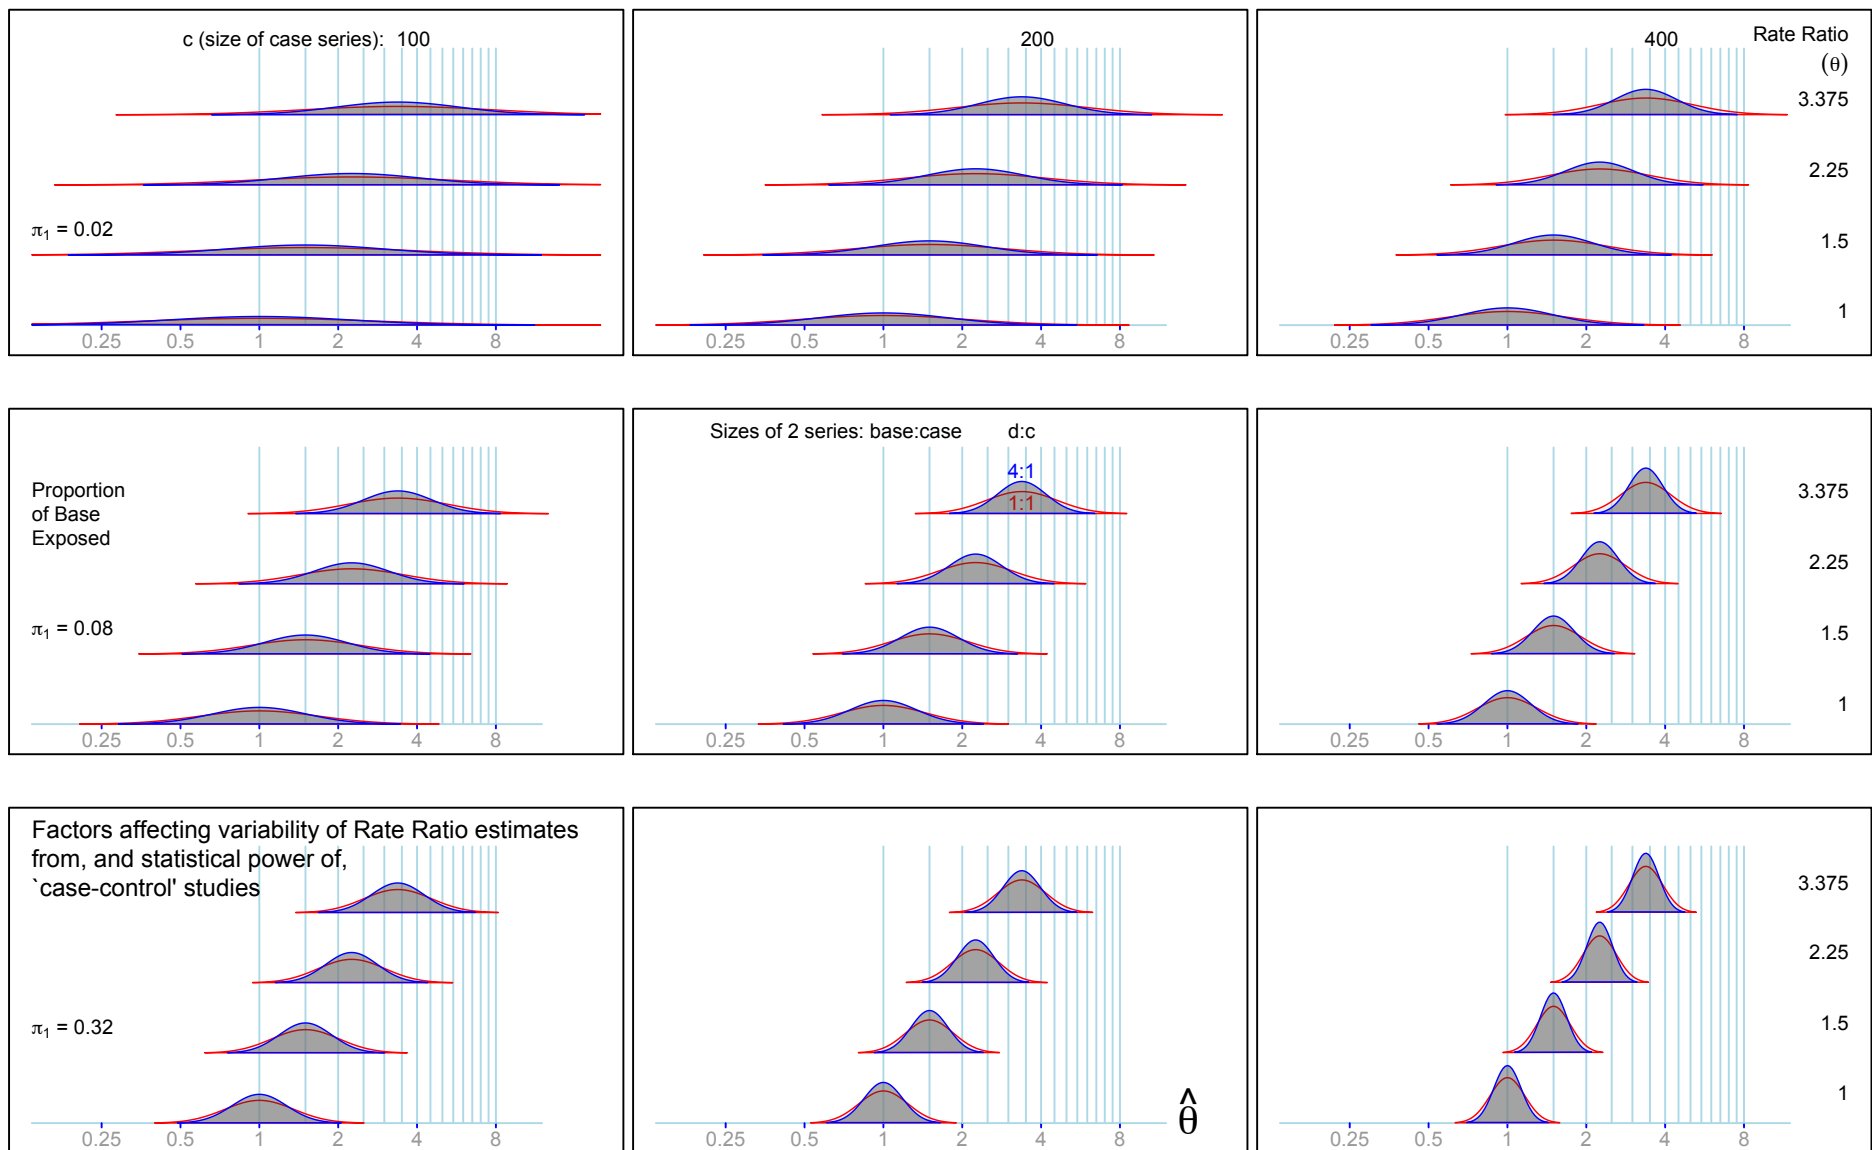 c (size of case series): 100
200
400
Rate Ratio
(θ)
3.375
2.25
π1 = 0.02
1.5
1
0.25 0.5 1 2 4 8
0.25 0.5 1 2 4 8
0.25 0.5 1 2 4 8
Sizes of 2 series: base:case d:c
4:1
1:1
Proportion
of Base
Exposed
3.375
2.25
π1 = 0.08
1.5
1
0.25 0.5 1 2 4 8
0.25 0.5 1 2 4 8
0.25 0.5 1 2 4 8
Factors affecting variability of Rate Ratio estimates
from, and statistical power of,
`case-control' studies
3.375
2.25
π1 = 0.32
1.5
1
θ̂
0.25 0.5 1 2 4 8
0.25 0.5 1 2 4 8
0.25 0.5 1 2 4 8